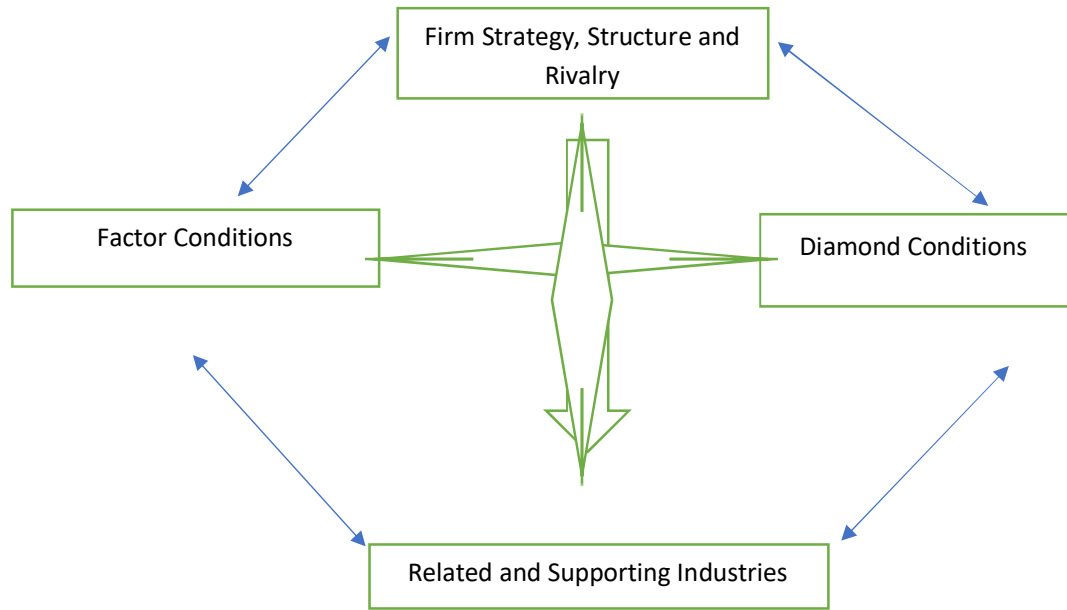 Firm Strategy, Structure and
Rivalry
Factor Conditions
Diamond Conditions
Related and Supporting Industries